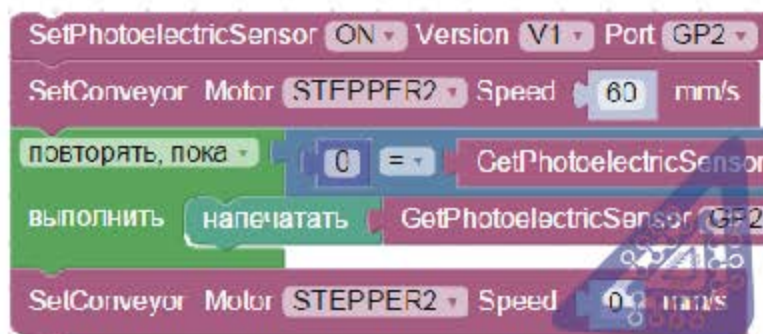 SetPhotoelectricSensor ON Version V1 Port GP2
SetConveyor Motor STEPPER2 Speed 60 mm/s
повторять, пока 0 = GetPhotoelectricSensor
выполнить напечатать GetPhotoelectricSensor GP2
SetConveyor Motor STEPPER2 Speed 0 mm/s